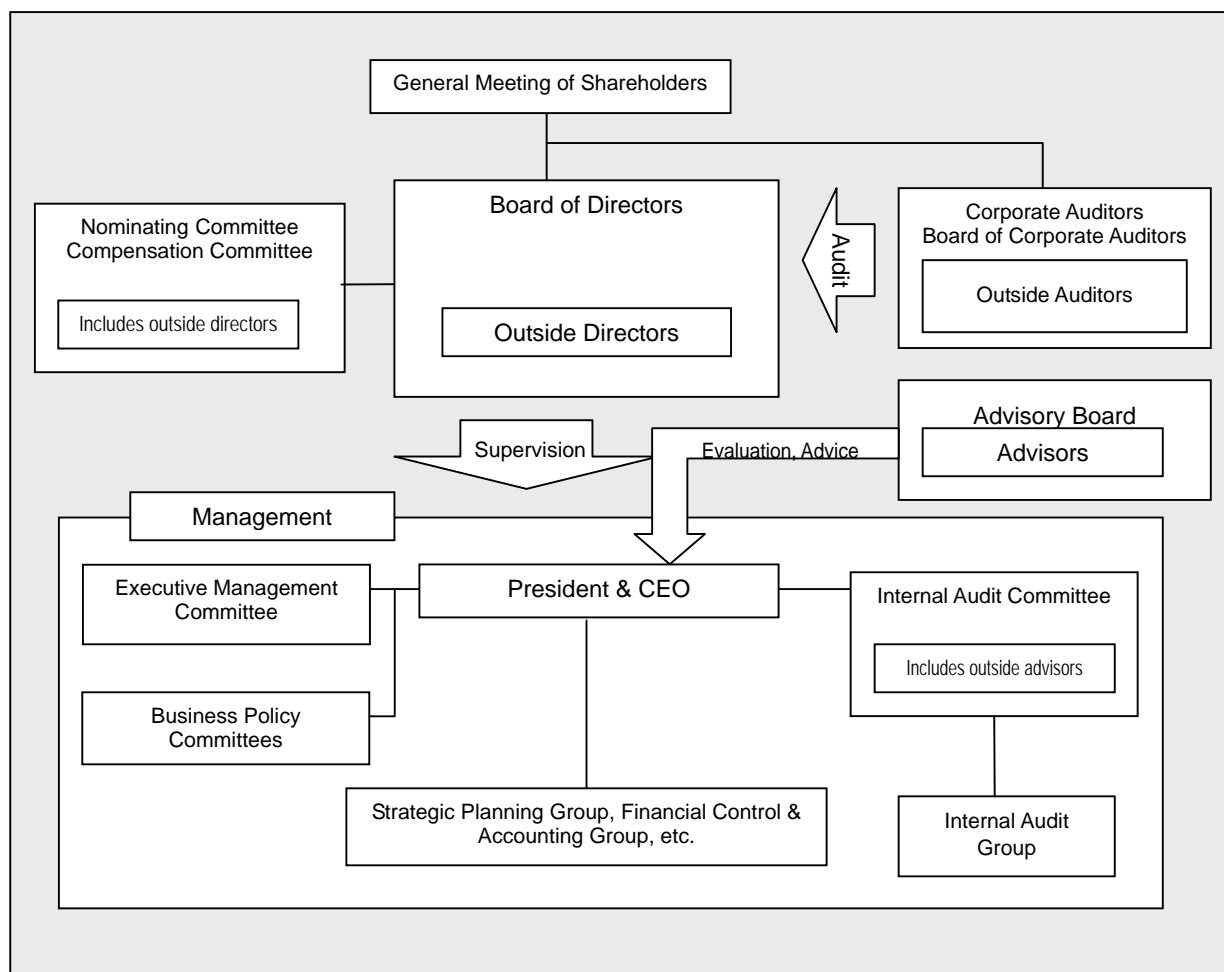 General Meeting of Shareholders
Board of Directors
Outside Directors
Nominating Committee
Compensation Committee
Includes outside directors
Audit
Corporate Auditors
Board of Corporate Auditors
Outside Auditors
Advisory Board
Advisors
Supervision
Evaluation, Advice
Management
Executive Management
Committee
President & CEO
Internal Audit Committee
Includes outside advisors
Business Policy
Committees
Strategic Planning Group, Financial Control &
Accounting Group, etc.
Internal Audit
Group